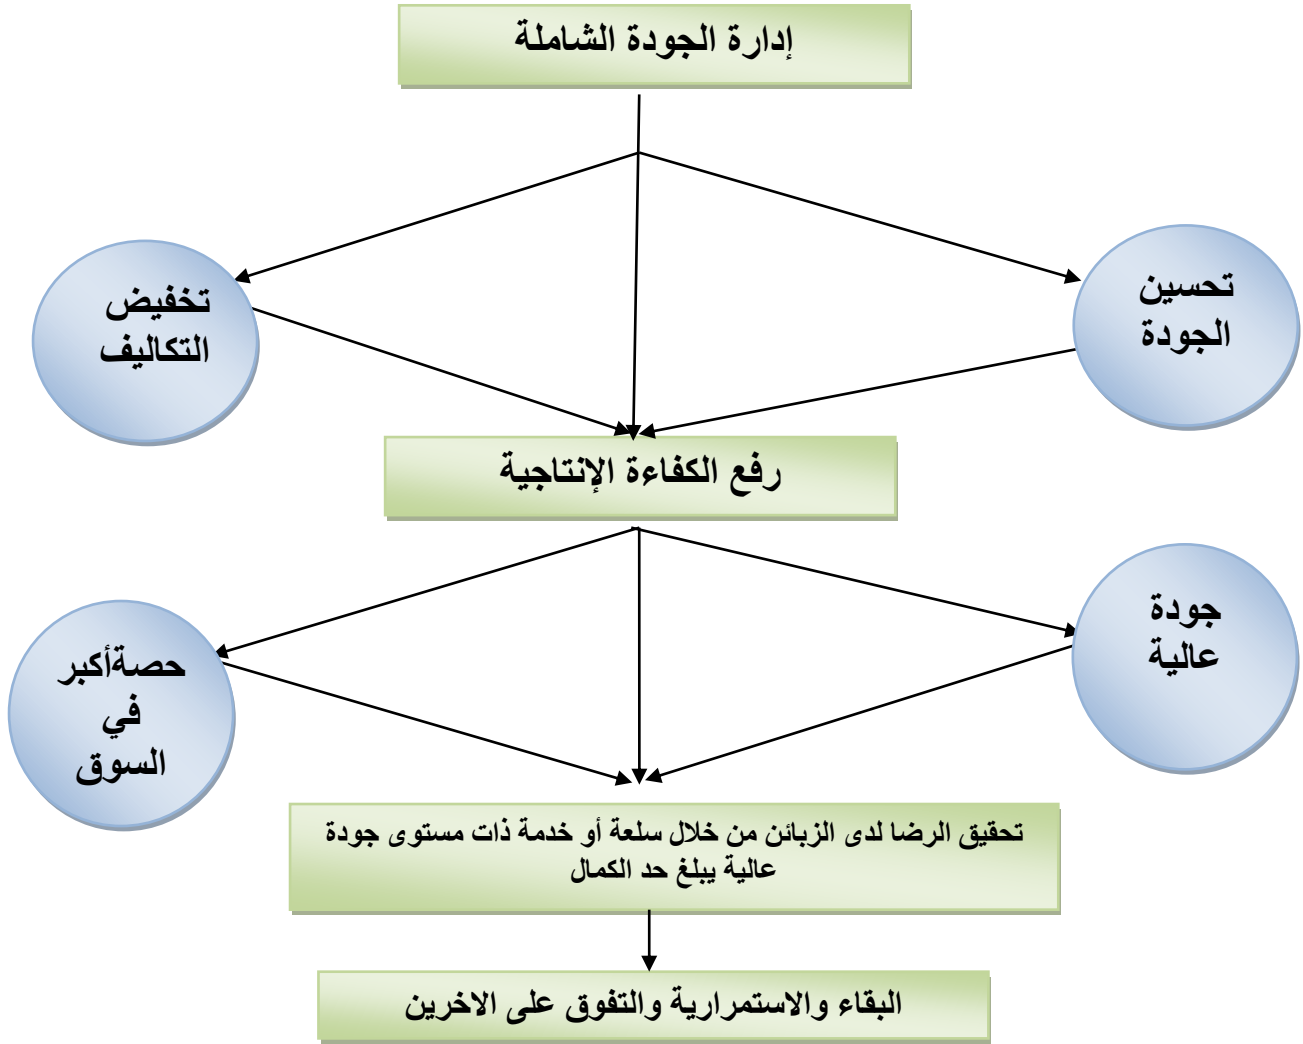 إدارة الجودة الشاملة
تحسين
الجودة
تخفيض
التكاليف
رفع الكفاءة الإنتاجية
جودة
عالية
حصةأكبر
في
السوق
تحقيق الرضا لدى الزبائن من خلال سلعة أو خدمة ذات مستوى جودة
عالية يبلغ حد الكمال
البقاء والاستمرارية والتفوق على الاخرين